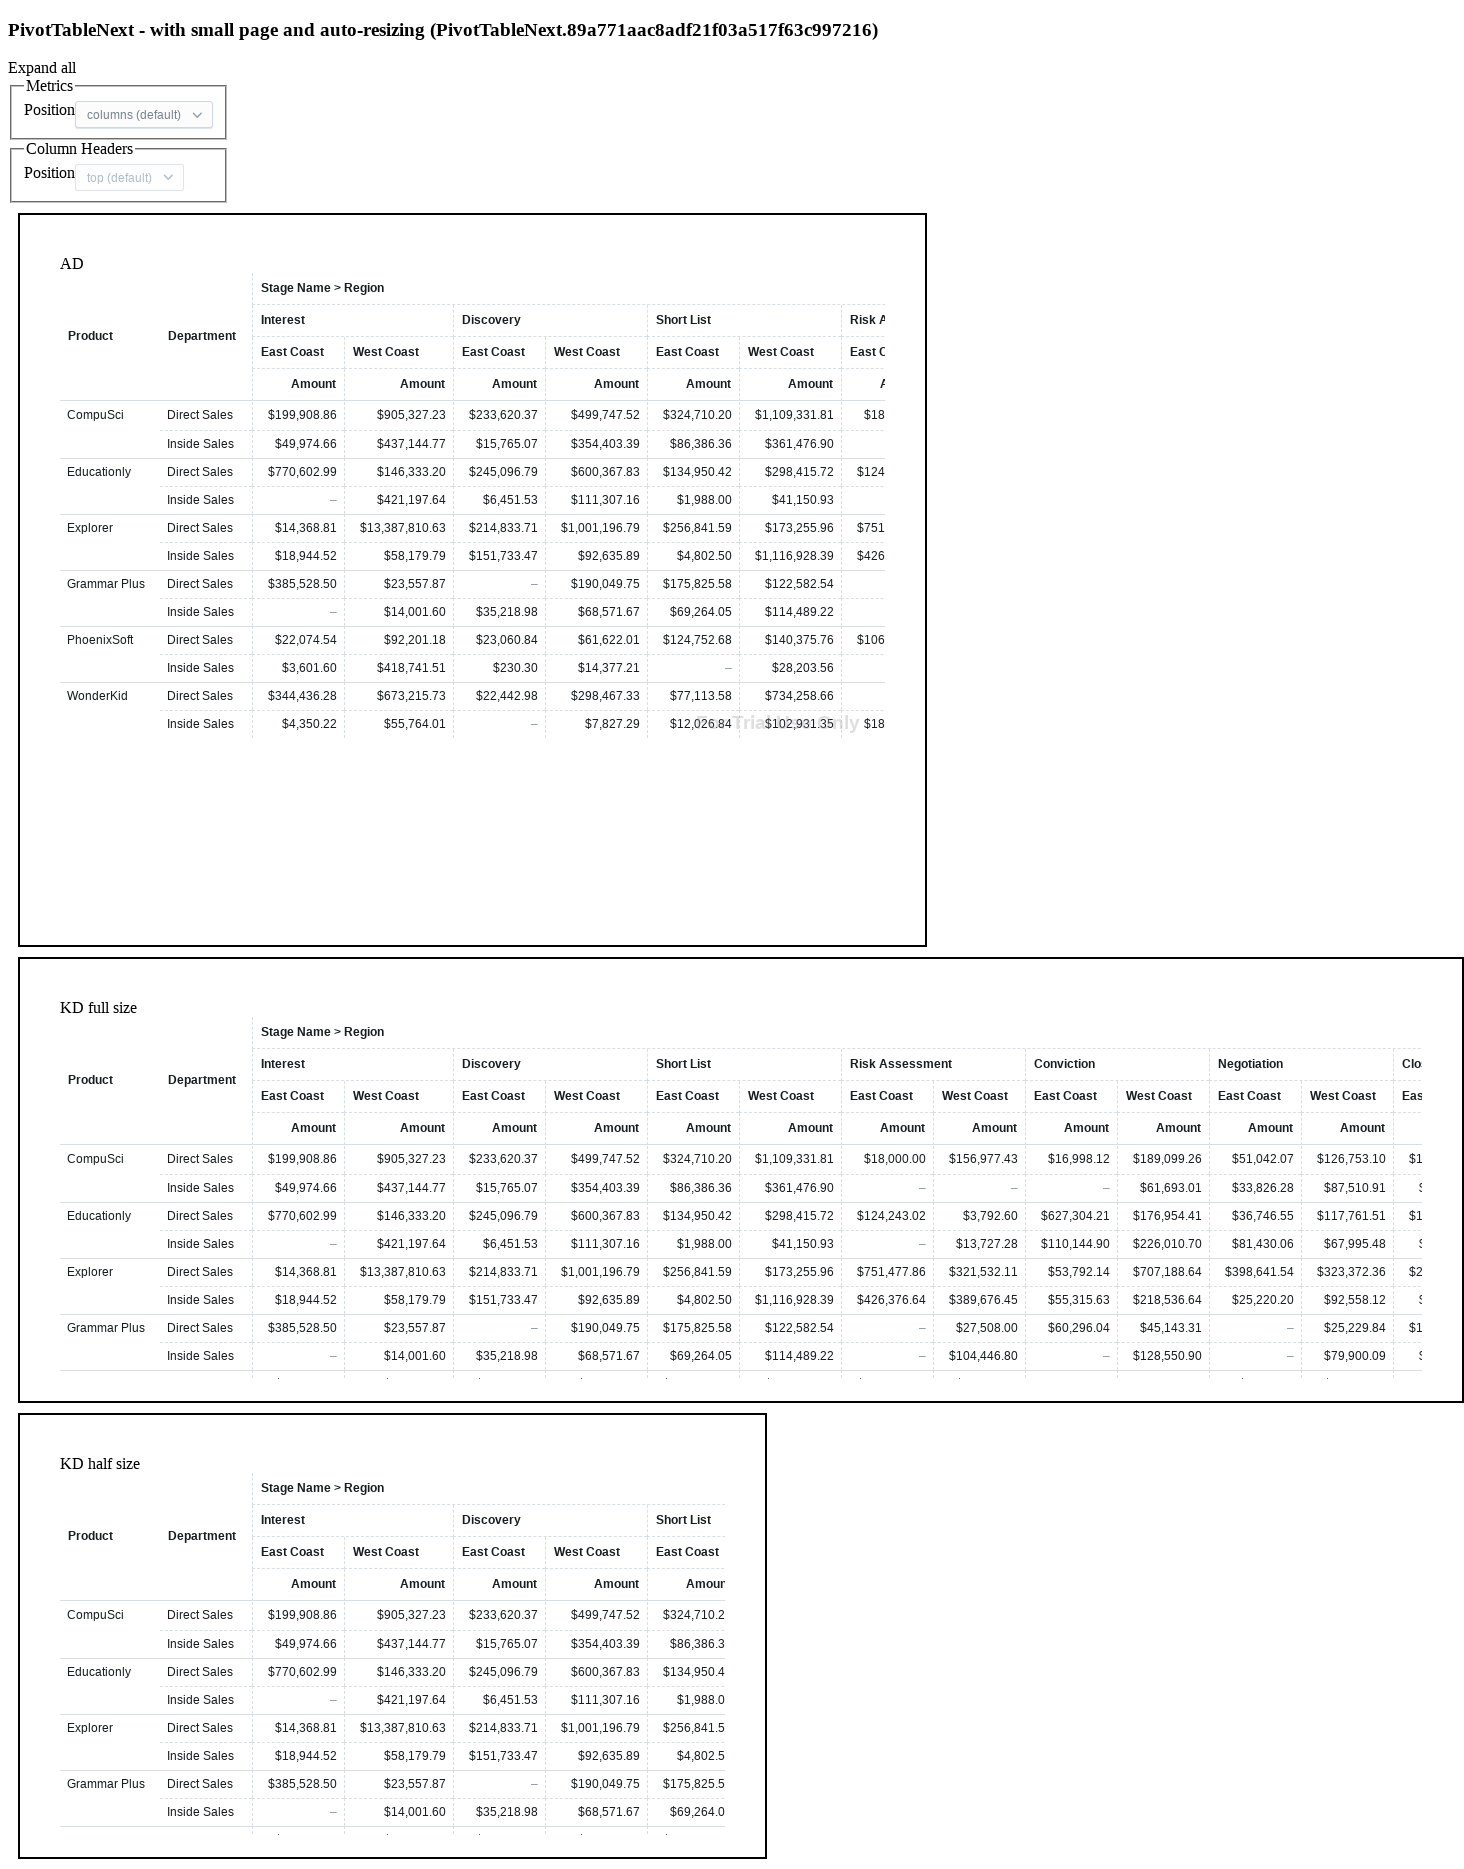 PivotTableNext - with small page and auto-resizing (PivotTableNext.89a771aac8adf21f03a517f63c997216)
Expand all
Metrics
Position columns (default)
Column Headers
Position top (default)
AD
Stage Name > Region
Interest Discovery Short List Risk A
Product Department
East Coast West Coast East Coast West Coast East Coast West Coast East C
Amount Amount Amount Amount Amount Amount A
CompuSci Direct Sales $199,908.86 $905,327.23 $233,620.37 $499,747.52 $324,710.20 $1,109,331.81 $18
Inside Sales $49,974.66 $437,144.77 $15,765.07 $354,403.39 $86,386.36 $361,476.90
Educationly Direct Sales $770,602.99 $146,333.20 $245,096.79 $600,367.83 $134,950.42 $298,415.72 $124
Inside Sales – $421,197.64 $6,451.53 $111,307.16 $1,988.00 $41,150.93
Explorer Direct Sales $14,368.81 $13,387,810.63 $214,833.71 $1,001,196.79 $256,841.59 $173,255.96 $751
Inside Sales $18,944.52 $58,179.79 $151,733.47 $92,635.89 $4,802.50 $1,116,928.39 $426
Grammar Plus Direct Sales $385,528.50 $23,557.87 – $190,049.75 $175,825.58 $122,582.54
Inside Sales – $14,001.60 $35,218.98 $68,571.67 $69,264.05 $114,489.22
PhoenixSoft Direct Sales $22,074.54 $92,201.18 $23,060.84 $61,622.01 $124,752.68 $140,375.76 $106
Inside Sales $3,601.60 $418,741.51 $230.30 $14,377.21 – $28,203.56
WonderKid Direct Sales $344,436.28 $673,215.73 $22,442.98 $298,467.33 $77,113.58 $734,258.66
Inside Sales $4,350.22 $55,764.01 – $7,827.29 $12,026.84 $102,931.35 $18
For Trial Use Only
KD full size
Stage Name > Region
Interest Discovery Short List Risk Assessment Conviction Negotiation Clo
Product Department
East Coast West Coast East Coast West Coast East Coast West Coast East Coast West Coast East Coast West Coast East Coast West Coast Eas
Amount Amount Amount Amount Amount Amount Amount Amount Amount Amount Amount Amount
CompuSci Direct Sales $199,908.86 $905,327.23 $233,620.37 $499,747.52 $324,710.20 $1,109,331.81 $18,000.00 $156,977.43 $16,998.12 $189,099.26 $51,042.07 $126,753.10 $1
Inside Sales $49,974.66 $437,144.77 $15,765.07 $354,403.39 $86,386.36 $361,476.90 – – – $61,693.01 $33,826.28 $87,510.91 $
Educationly Direct Sales $770,602.99 $146,333.20 $245,096.79 $600,367.83 $134,950.42 $298,415.72 $124,243.02 $3,792.60 $627,304.21 $176,954.41 $36,746.55 $117,761.51 $1
Inside Sales – $421,197.64 $6,451.53 $111,307.16 $1,988.00 $41,150.93 – $13,727.28 $110,144.90 $226,010.70 $81,430.06 $67,995.48 $
Explorer Direct Sales $14,368.81 $13,387,810.63 $214,833.71 $1,001,196.79 $256,841.59 $173,255.96 $751,477.86 $321,532.11 $53,792.14 $707,188.64 $398,641.54 $323,372.36 $2
Inside Sales $18,944.52 $58,179.79 $151,733.47 $92,635.89 $4,802.50 $1,116,928.39 $426,376.64 $389,676.45 $55,315.63 $218,536.64 $25,220.20 $92,558.12 $
Grammar Plus Direct Sales $385,528.50 $23,557.87 – $190,049.75 $175,825.58 $122,582.54 – $27,508.00 $60,296.04 $45,143.31 – $25,229.84 $1
Inside Sales – $14,001.60 $35,218.98 $68,571.67 $69,264.05 $114,489.22 – $104,446.80 – $128,550.90 – $79,900.09 $
KD half size
Stage Name > Region
Interest Discovery Short List
Product Department
East Coast West Coast East Coast West Coast East Coast
Amount Amount Amount Amount Amoun
CompuSci Direct Sales $199,908.86 $905,327.23 $233,620.37 $499,747.52 $324,710.2
Inside Sales $49,974.66 $437,144.77 $15,765.07 $354,403.39 $86,386.3
Educationly Direct Sales $770,602.99 $146,333.20 $245,096.79 $600,367.83 $134,950.4
Inside Sales – $421,197.64 $6,451.53 $111,307.16 $1,988.0
Explorer Direct Sales $14,368.81 $13,387,810.63 $214,833.71 $1,001,196.79 $256,841.5
Inside Sales $18,944.52 $58,179.79 $151,733.47 $92,635.89 $4,802.5
Grammar Plus Direct Sales $385,528.50 $23,557.87 – $190,049.75 $175,825.5
Inside Sales – $14,001.60 $35,218.98 $68,571.67 $69,264.0